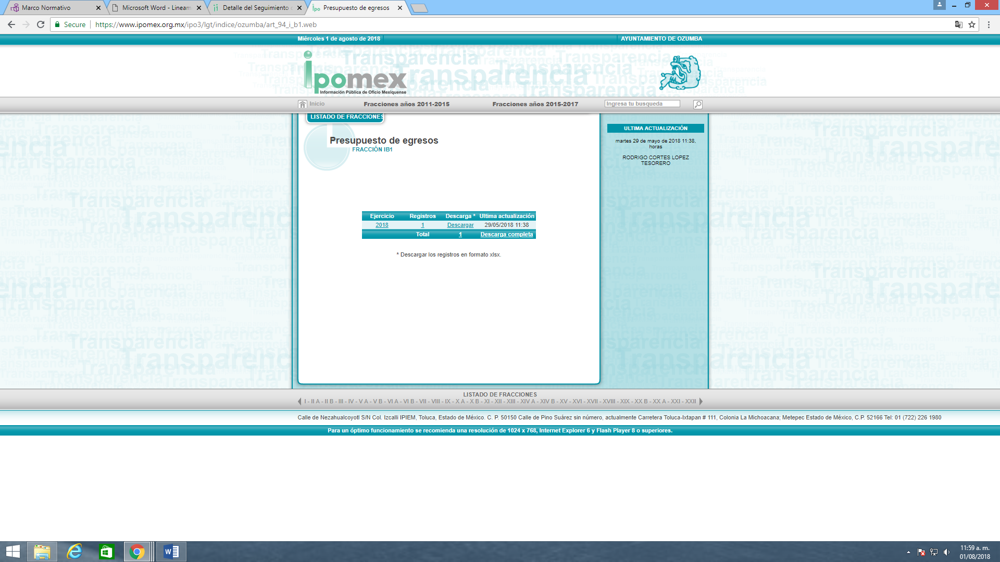 Marco Normativo
Microsoft Word - Lineam
Detalle del Seguimiento
Presupuesto de egresos
Secure
https://www.ipomex.org.mx/ipo3/lgt/indice/ozumba/art_94_i_b1.web
Miércoles 1 de agosto de 2018
AYUNTAMIENTO DE OZUMBA
ipomex
Información Pública de Oficio Mexiquense
Transparencia
Inicio
Fracciones años 2011-2015
Fracciones años 2015-2017
Ingresa tu busqueda
LISTADO DE FRACCIONES
Presupuesto de egresos
FRACCIÓN IB1
ULTIMA ACTUALIZACIÓN
martes 29 de mayo de 2018 11:38,
horas
RODRIGO CORTES LOPEZ
TESORERO
Ejercicio Registros Descarga * Ultima actualización
2018 1 Descargar 29/05/2018 11:38
Total 1 Descarga completa
* Descargar los registros en formato xlsx.
LISTADO DE FRACCIONES
I - II A - II B - III - IV - V A - V B - VI A - VI B - VII - VIII - IX - X A - X B - XI - XII - XIII - XIV A - XIV B - XV - XVI - XVII - XVIII - XIX - XX B - XX A - XXI - XXII
Calle de Nezahualcoyotl S/N Col. Izcalli IPIEM, Toluca, Estado de México. C. P. 50150 Calle de Pino Suárez sin número, actualmente Carretera Toluca-Ixtapan # 111, Colonia La Michoacana; Metepec Estado de México, C.P. 52166 Tel: 01 (722) 226 1980
Para un óptimo funcionamiento se recomienda una resolución de 1024 x 768, Internet Explorer 6 y Flash Player 8 o superiores.
11:59 a. m.
01/08/2018